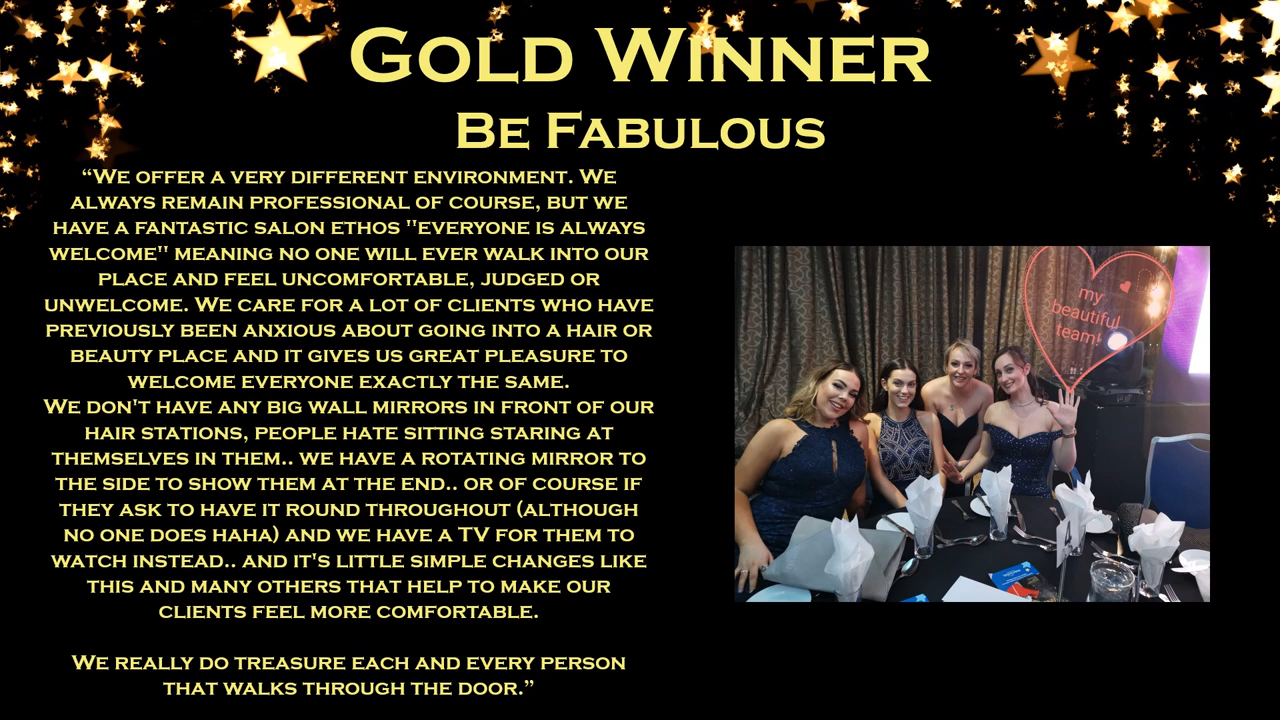 GOLD WINNER
BE FABULOUS
“WE OFFER A VERY DIFFERENT ENVIRONMENT. WE
ALWAYS REMAIN PROFESSIONAL OF COURSE, BUT WE
HAVE A FANTASTIC SALON ETHOS "EVERYONE IS ALWAYS
WELCOME" MEANING NO ONE WILL EVER WALK INTO OUR
PLACE AND FEEL UNCOMFORTABLE, JUDGED OR
UNWELCOME. WE CARE FOR A LOT OF CLIENTS WHO HAVE
PREVIOUSLY BEEN ANXIOUS ABOUT GOING INTO A HAIR OR
BEAUTY PLACE AND IT GIVES US GREAT PLEASURE TO
WELCOME EVERYONE EXACTLY THE SAME.
WE DON'T HAVE ANY BIG WALL MIRRORS IN FRONT OF OUR
HAIR STATIONS, PEOPLE HATE SITTING STARING AT
THEMSELVES IN THEM.. WE HAVE A ROTATING MIRROR TO
THE SIDE TO SHOW THEM AT THE END.. OR OF COURSE IF
THEY ASK TO HAVE IT ROUND THROUGHOUT (ALTHOUGH
NO ONE DOES HAHA) AND WE HAVE A TV FOR THEM TO
WATCH INSTEAD.. AND IT'S LITTLE SIMPLE CHANGES LIKE
THIS AND MANY OTHERS THAT HELP TO MAKE OUR
CLIENTS FEEL MORE COMFORTABLE.
WE REALLY DO TREASURE EACH AND EVERY PERSON
THAT WALKS THROUGH THE DOOR.”
my
beautiful
team!
4